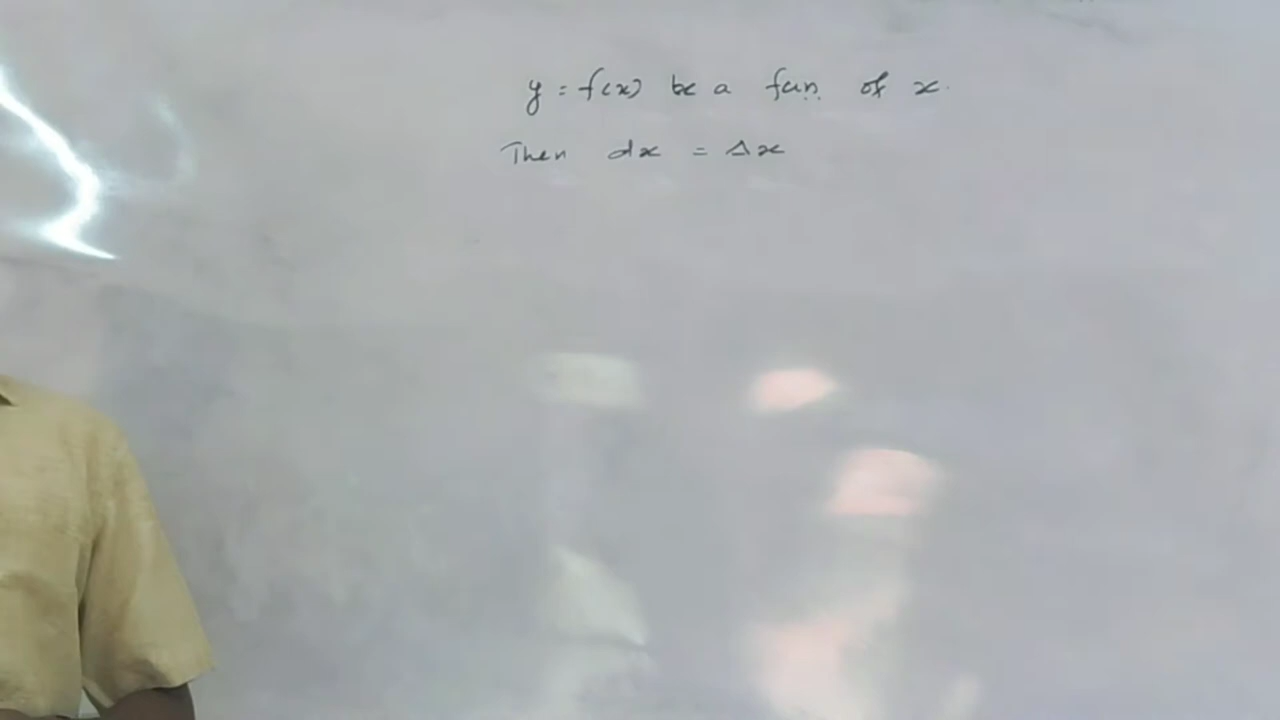 y = f(x) be a fun. of x.
Then dx = Δx